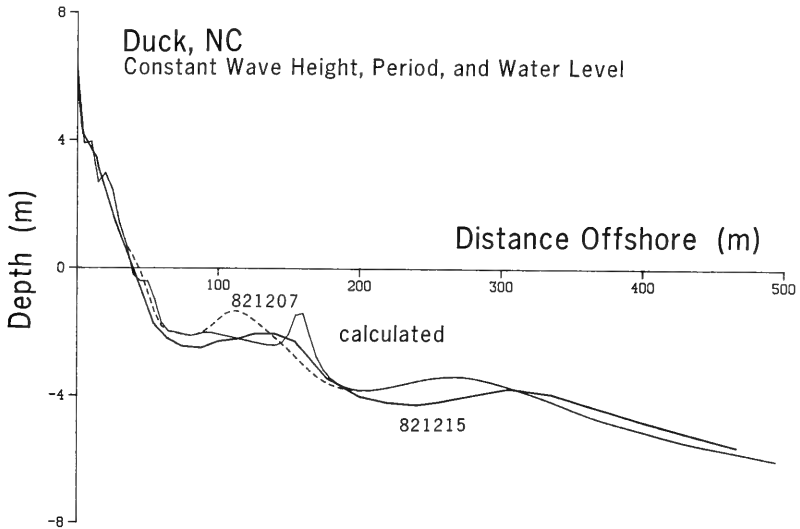 8
Duck, NC
Constant Wave Height, Period, and Water Level
4
Depth (m)
Distance Offshore (m)
0
100
200
300
400
500
821207
calculated
-4
821215
-8